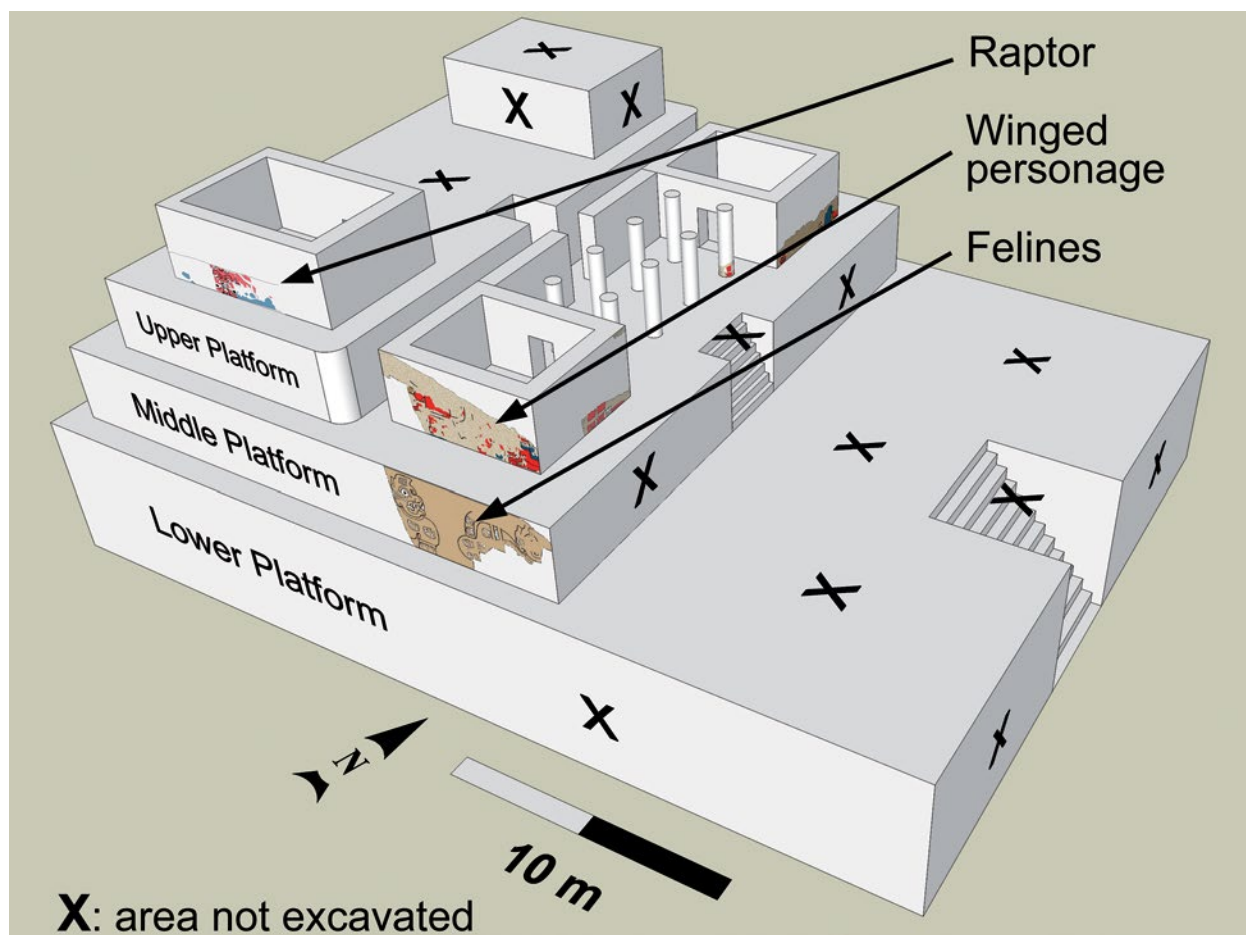 Raptor
Winged
personage
Felines
X
X
X
X
Upper Platform
Middle Platform
Lower Platform
X
X
X
X
X
X
X
X
X
X
N
10 m
X: area not excavated